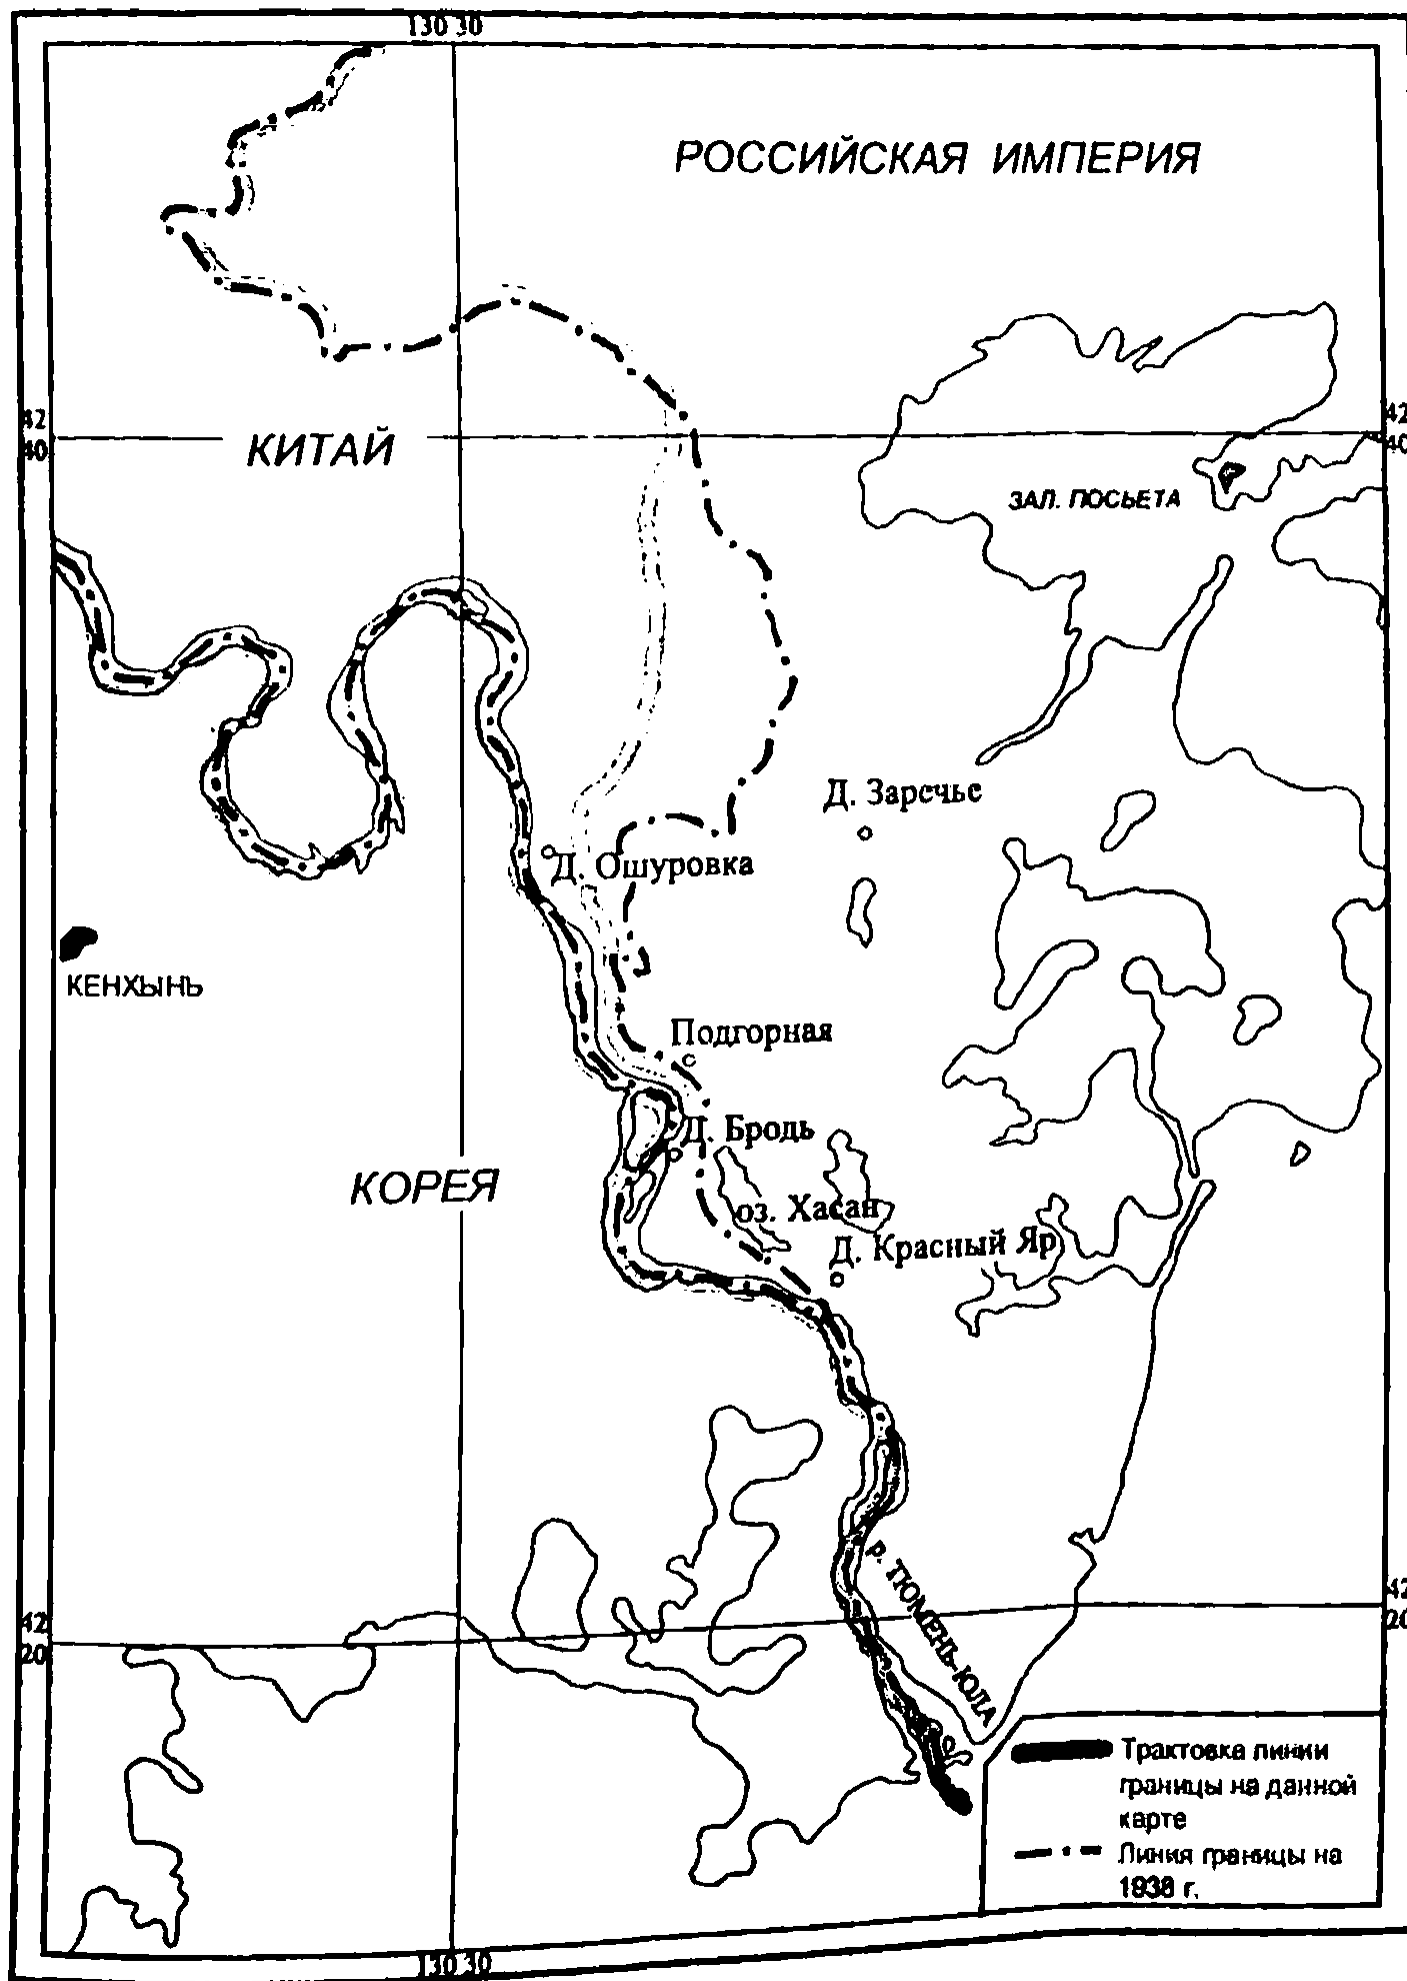 130 30
РОССИЙСКАЯ ИМПЕРИЯ
42
40
42
40
КИТАЙ
ЗАЛ. ПОСЬЕТА
Д. Заречье
Д. Ошуровка
КЕНХЫНЬ
Подгорная
Д. Бродь
КОРЕЯ
оз. Хасан
Д. Красный Яр
р. ТЮМЕНЬ-ЮЛА
42
20
42
20
Трактовка линии
границы на данной
карте
Линия границы на
1938 г.
130 30